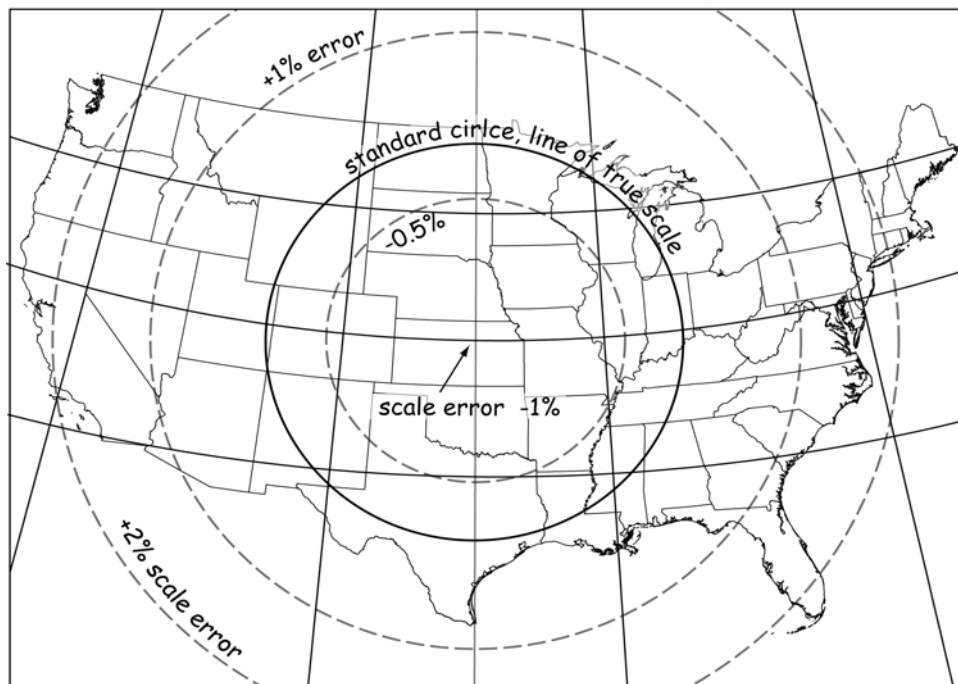 +1% error
standard cirlce, line of true scale
-0.5%
scale error -1%
+2% scale error